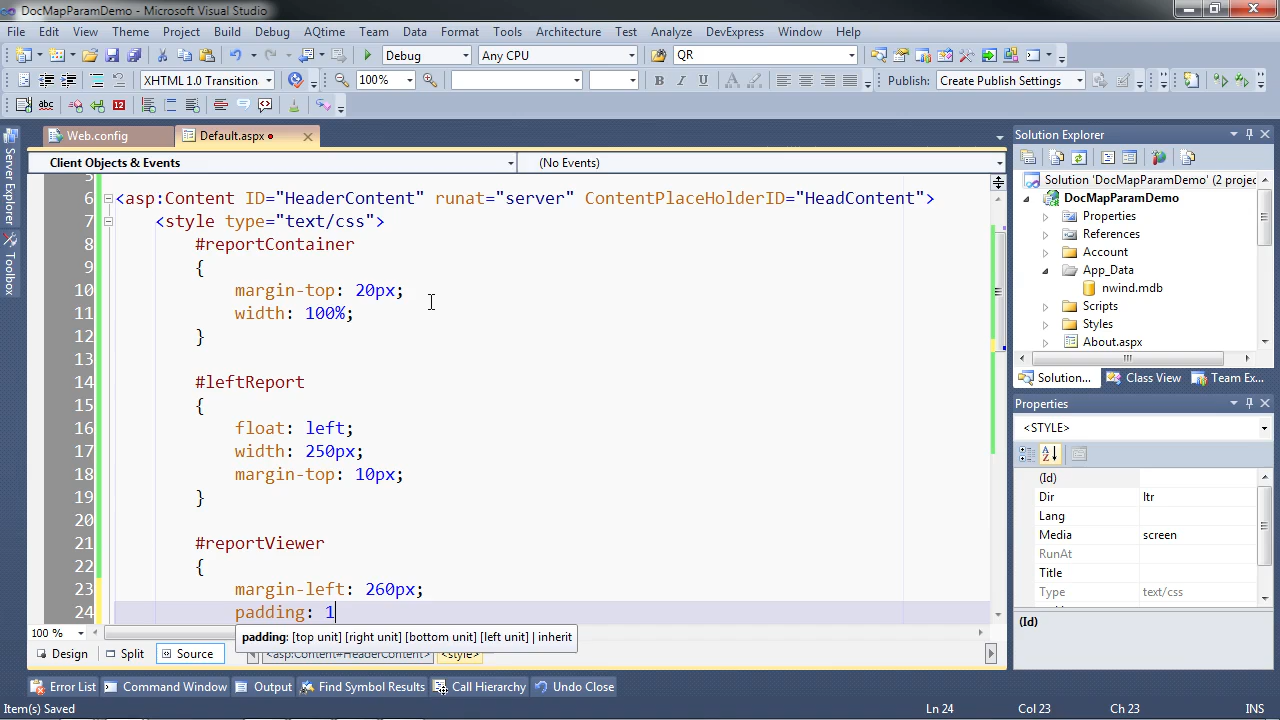 DocMapParamDemo - Microsoft Visual Studio
File Edit View Theme Project Build Debug AQtime Team Data Format Tools Architecture Test Analyze DevExpress Window Help
Debug Any CPU QR
XHTML 1.0 Transition 100% B I U A Publish: Create Publish Settings
abc 12
Server Explorer
Toolbox
Web.config Default.aspx
Client Objects & Events (No Events)
5
6 <asp:Content ID="HeaderContent" runat="server" ContentPlaceHolderID="HeadContent">
7 <style type="text/css">
8 #reportContainer
9 {
10 margin-top: 20px;
11 width: 100%;
12 }
13
14 #leftReport
15 {
16 float: left;
17 width: 250px;
18 margin-top: 10px;
19 }
20
21 #reportViewer
22 {
23 margin-left: 260px;
24 padding: 1
padding: [top unit] [right unit] [bottom unit] [left unit] | inherit
100 %
Design Split Source <asp:Content#HeaderContent> <style>
Error List Command Window Output Find Symbol Results Call Hierarchy Undo Close
Item(s) Saved Ln 24 Col 23 Ch 23 INS
Solution Explorer
Solution 'DocMapParamDemo' (2 projec
DocMapParamDemo
Properties
References
Account
App_Data
nwind.mdb
Scripts
Styles
About.aspx
Solution... Class View Team Ex...
Properties
<STYLE>
A Z
(Id)
Dir ltr
Lang
Media screen
RunAt
Title
Type text/css
(Id)